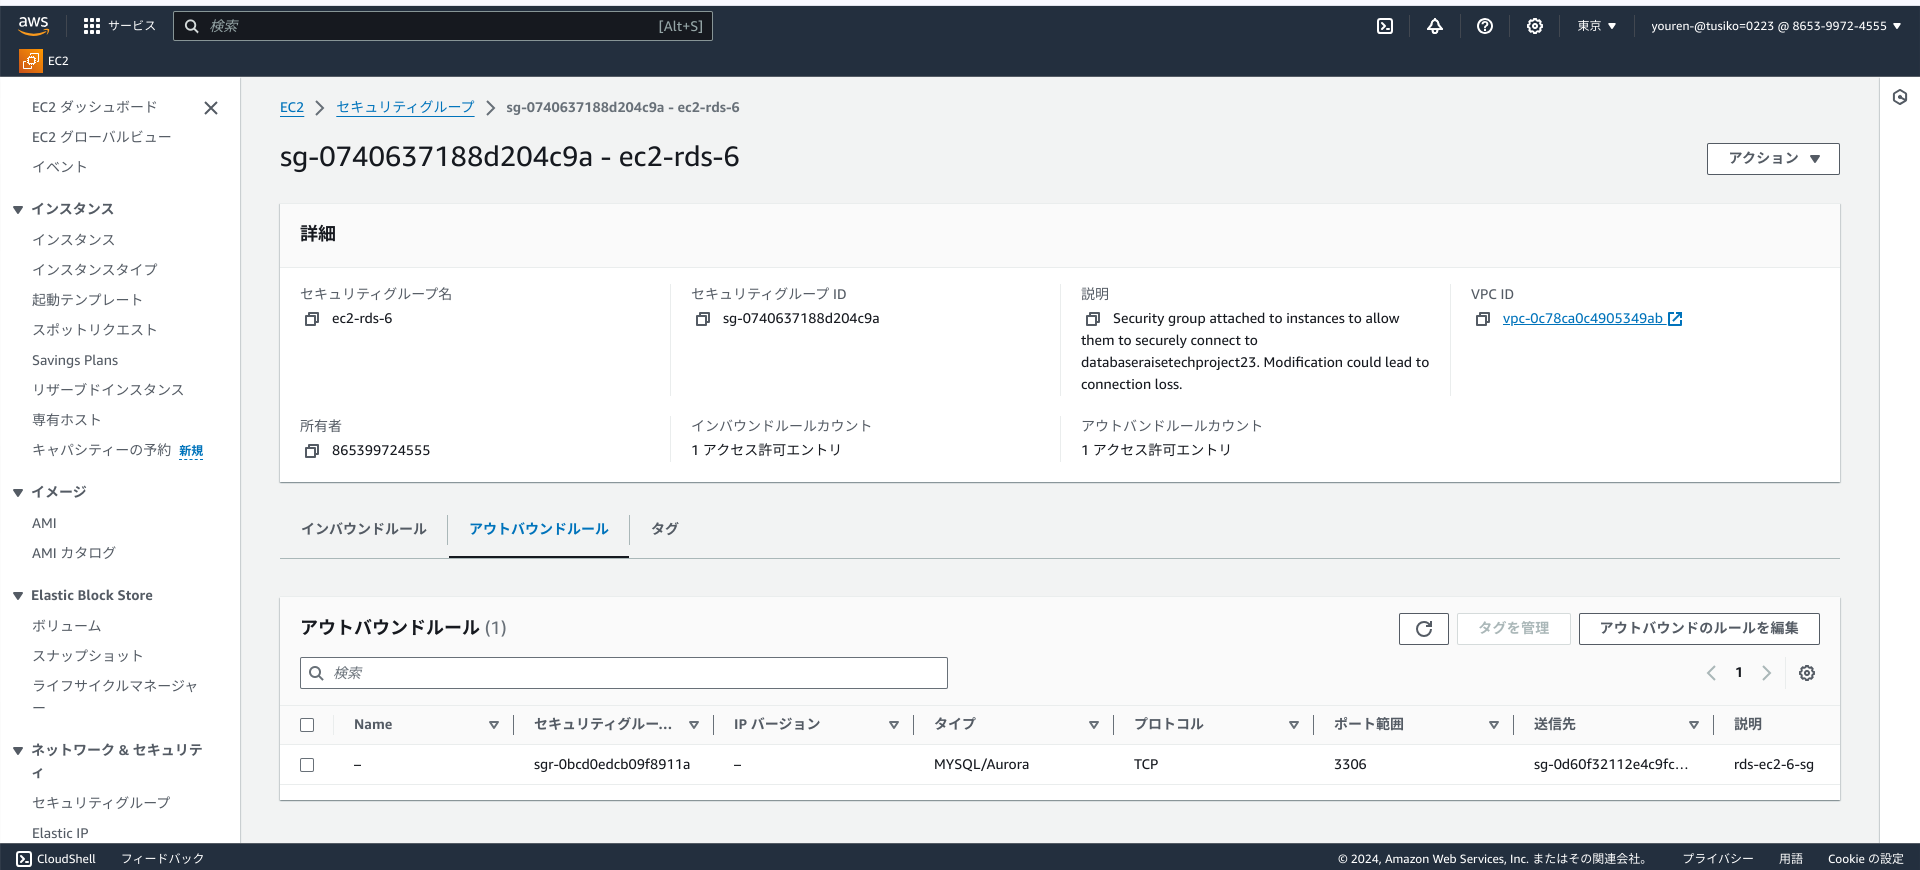 aws
サービス
検索
[Alt+S]
東京
youren-@tusiko=0223 @ 8653-9972-4555
EC2
EC2 ダッシュボード
EC2 グローバルビュー
イベント
インスタンス
インスタンス
インスタンスタイプ
起動テンプレート
スポットリクエスト
Savings Plans
リザーブドインスタンス
専有ホスト
キャパシティーの予約 新規
イメージ
AMI
AMI カタログ
Elastic Block Store
ボリューム
スナップショット
ライフサイクルマネージャ
ー
ネットワーク & セキュリテ
ィ
セキュリティグループ
Elastic IP
EC2 > セキュリティグループ > sg-0740637188d204c9a - ec2-rds-6
sg-0740637188d204c9a - ec2-rds-6
アクション
詳細
セキュリティグループ名
ec2-rds-6
セキュリティグループ ID
sg-0740637188d204c9a
説明
Security group attached to instances to allow
them to securely connect to
databaseraisetechproject23. Modification could lead to
connection loss.
VPC ID
vpc-0c78ca0c4905349ab
所有者
865399724555
インバウンドルールカウント
1 アクセス許可エントリ
アウトバンドルールカウント
1 アクセス許可エントリ
インバウンドルール
アウトバウンドルール
タグ
アウトバウンドルール (1)
タグを管理
アウトバウンドのルールを編集
検索
1
Name セキュリティグルー... IP バージョン タイプ プロトコル ポート範囲 送信先 説明
– sgr-0bcd0edcb09f8911a – MYSQL/Aurora TCP 3306 sg-0d60f32112e4c9fc... rds-ec2-6-sg
CloudShell フィードバック
© 2024, Amazon Web Services, Inc. またはその関連会社。 プライバシー 用語 Cookie の設定